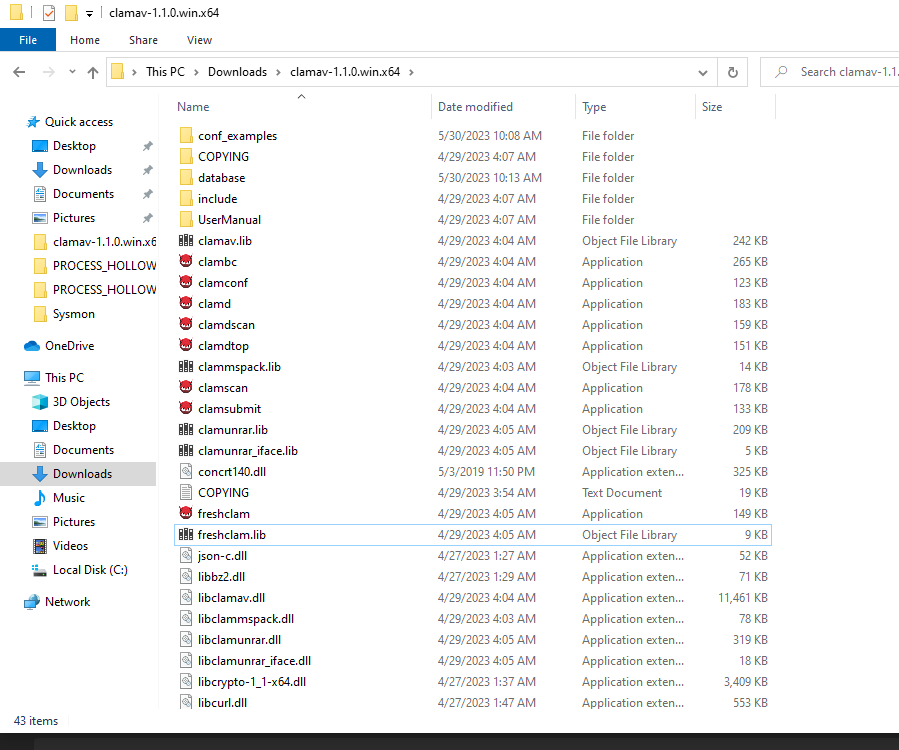 clamav-1.1.0.win.x64
File Home Share View
This PC Downloads clamav-1.1.0.win.x64 Search clamav-1.1.
Name Date modified Type Size
Quick access
Desktop
Downloads
Documents
Pictures
clamav-1.1.0.win.x6
PROCESS_HOLLOW
PROCESS_HOLLOW
Sysmon
OneDrive
This PC
3D Objects
Desktop
Documents
Downloads
Music
Pictures
Videos
Local Disk (C:)
Network
conf_examples 5/30/2023 10:08 AM File folder
COPYING 4/29/2023 4:07 AM File folder
database 5/30/2023 10:13 AM File folder
include 4/29/2023 4:07 AM File folder
UserManual 4/29/2023 4:07 AM File folder
clamav.lib 4/29/2023 4:04 AM Object File Library 242 KB
clambc 4/29/2023 4:04 AM Application 265 KB
clamconf 4/29/2023 4:04 AM Application 123 KB
clamd 4/29/2023 4:04 AM Application 183 KB
clamdscan 4/29/2023 4:04 AM Application 159 KB
clamdtop 4/29/2023 4:04 AM Application 151 KB
clammspack.lib 4/29/2023 4:03 AM Object File Library 14 KB
clamscan 4/29/2023 4:04 AM Application 178 KB
clamsubmit 4/29/2023 4:04 AM Application 133 KB
clamunrar.lib 4/29/2023 4:05 AM Object File Library 209 KB
clamunrar_iface.lib 4/29/2023 4:05 AM Object File Library 5 KB
concrt140.dll 5/3/2019 11:50 PM Application exten... 325 KB
COPYING 4/29/2023 3:54 AM Text Document 19 KB
freshclam 4/29/2023 4:05 AM Application 149 KB
freshclam.lib 4/29/2023 4:05 AM Object File Library 9 KB
json-c.dll 4/27/2023 1:27 AM Application exten... 52 KB
libbz2.dll 4/27/2023 1:29 AM Application exten... 71 KB
libclamav.dll 4/29/2023 4:04 AM Application exten... 11,461 KB
libclammspack.dll 4/29/2023 4:03 AM Application exten... 78 KB
libclamunrar.dll 4/29/2023 4:05 AM Application exten... 319 KB
libclamunrar_iface.dll 4/29/2023 4:05 AM Application exten... 18 KB
libcrypto-1_1-x64.dll 4/27/2023 1:37 AM Application exten... 3,409 KB
libcurl.dll 4/27/2023 1:47 AM Application exten... 553 KB
43 items